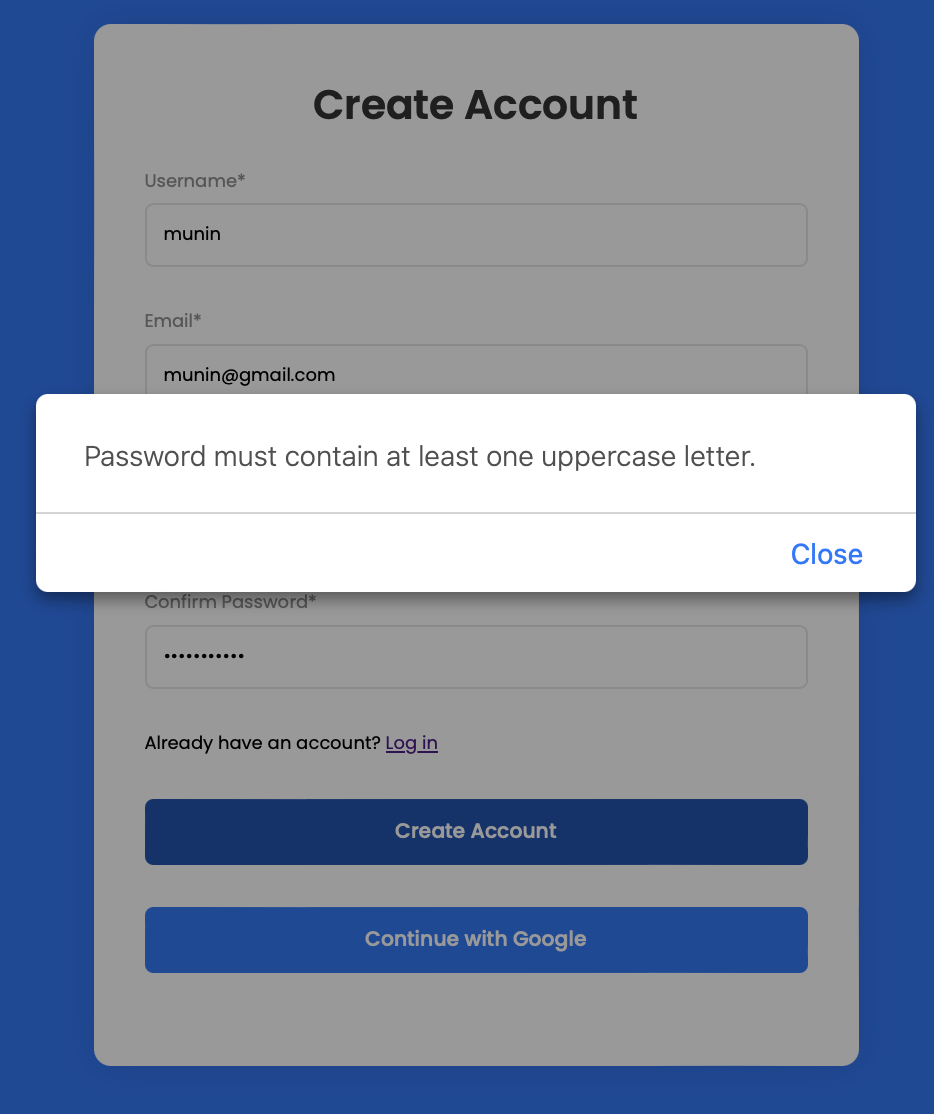 Create Account
Username*
munin
Email*
munin@gmail.com
Password must contain at least one uppercase letter.
Close
Confirm Password*
•••••••••••
Already have an account? Log in
Create Account
Continue with Google